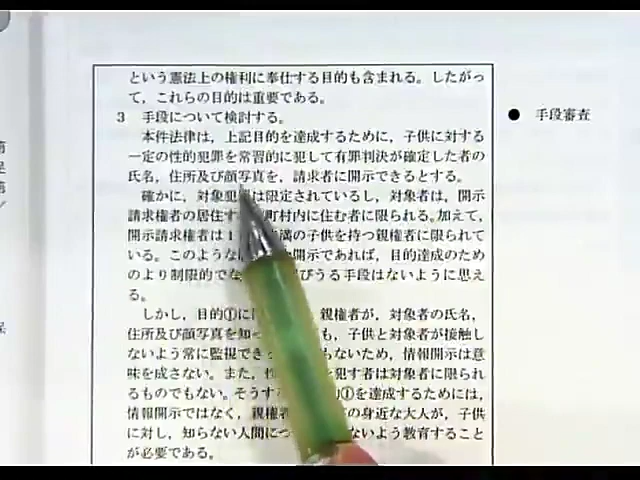 という憲法上の権利に奉仕する目的も含まれる。したがっ
て，これらの目的は重要である。
3 手段について検討する。
● 手段審査
本件法律は，上記目的を達成するために，子供に対する
一定の性的犯罪を常習的に犯して有罪判決が確定した者の
氏名，住所及び顔写真を，請求者に開示できるとする。
確かに，対象犯 は限定されているし，対象者は，開示
請求権者の居住す 町村内に住む者に限られる。加えて，
開示請求権者は1 満の子供を持つ親権者に限られて
いる。このような 開示であれば，目的達成のため
のより制限的でな びうる手段はないように思え
る。
しかし，目的①に 親権者が，対象者の氏名，
住所及び顔写真を知っ も，子供と対象者が接触し
ないよう常に監視でき もないため，情報開示は意
味を成さない。また，性 を犯す者は対象者に限られ
るものでもない。そうす ①を達成するためには，
情報開示ではなく，親権者 の身近な大人が，子供
に対し，知らない人間につ ないよう教育すること
が必要である。